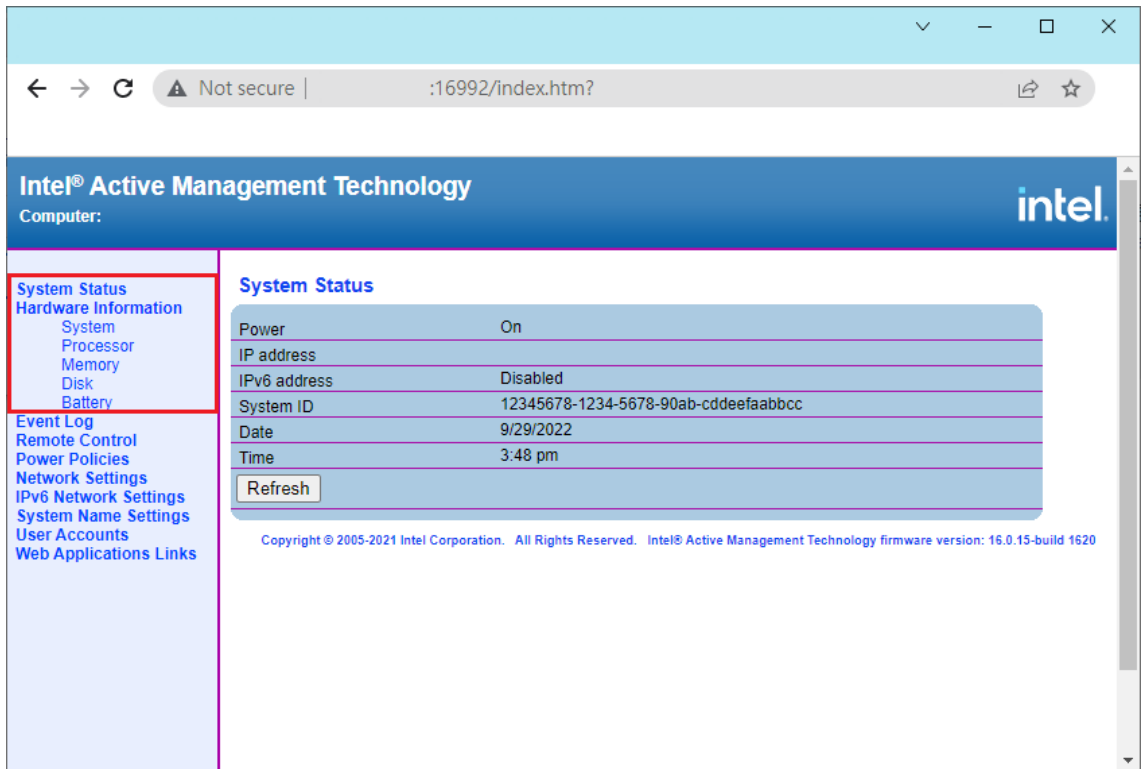 Not secure | :16992/index.htm?
Intel® Active Management Technology
Computer:
intel.
System Status
Hardware Information
System
Processor
Memory
Disk
Battery
Event Log
Remote Control
Power Policies
Network Settings
IPv6 Network Settings
System Name Settings
User Accounts
Web Applications Links
System Status
Power On
IP address
IPv6 address Disabled
System ID 12345678-1234-5678-90ab-cddeefaabbcc
Date 9/29/2022
Time 3:48 pm
Refresh
Copyright © 2005-2021 Intel Corporation. All Rights Reserved. Intel® Active Management Technology firmware version: 16.0.15-build 1620